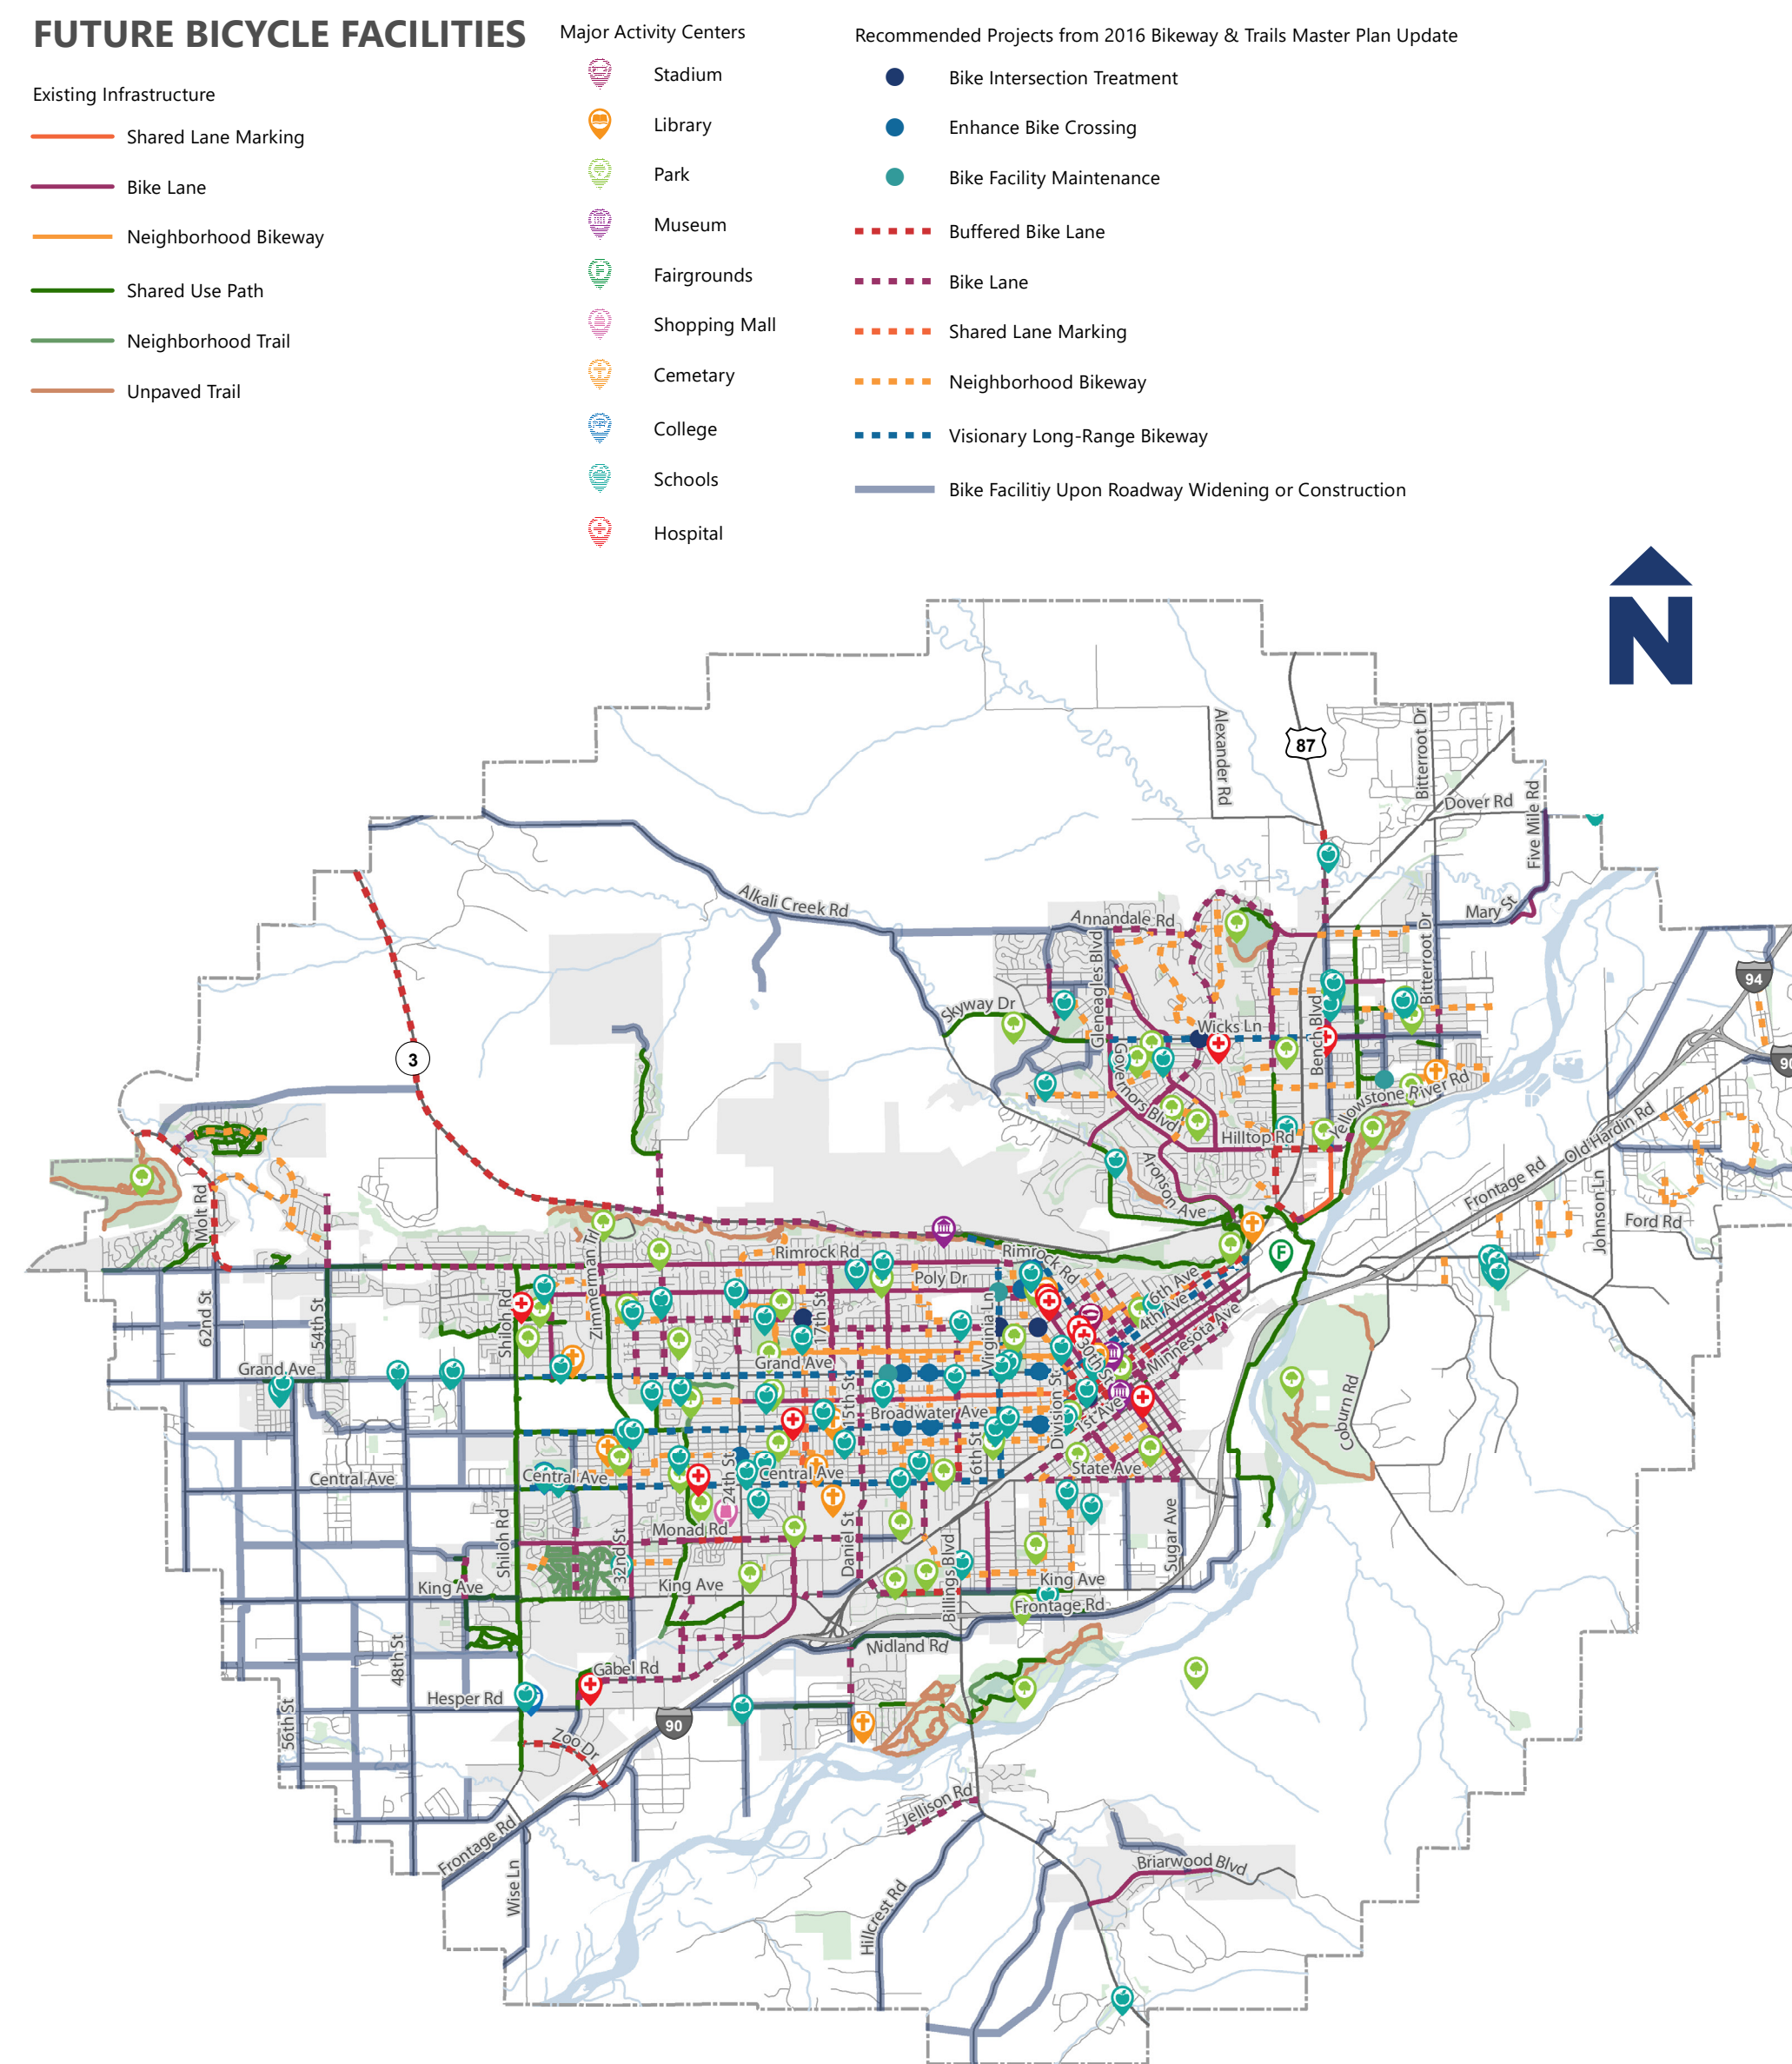 FUTURE BICYCLE FACILITIES
Existing Infrastructure
Shared Lane Marking
Bike Lane
Neighborhood Bikeway
Shared Use Path
Neighborhood Trail
Unpaved Trail
Major Activity Centers
Stadium
Library
Park
Museum
Fairgrounds
Shopping Mall
Cemetary
College
Schools
Hospital
Recommended Projects from 2016 Bikeway & Trails Master Plan Update
Bike Intersection Treatment
Enhance Bike Crossing
Bike Facility Maintenance
Buffered Bike Lane
Bike Lane
Shared Lane Marking
Neighborhood Bikeway
Visionary Long-Range Bikeway
Bike Facilitiy Upon Roadway Widening or Construction
N
Alexander Rd
87
Bitterroot Dr
Dover Rd
Five Mile Rd
Alkali Creek Rd
Annandale Rd
Mary St
Gleneagles Blvd
Bitterroot Dr
94
Skyway Dr
Wicks Ln
Bench Blvd
3
90
Governors Blvd
Yellowstone River Rd
Hilltop Rd
Old Hardin Rd
Aronson Ave
Frontage Rd
Johnson Ln
Ford Rd
Molt Rd
Zimmerman Trl
Rimrock Rd
Rimrock Rd
F
Poly Dr
6th Ave
4th Ave
Minnesota Ave
62nd St
54th St
Shiloh Rd
17th St
Virginia Ln
Grand Ave
Grand Ave
30th St
Coburn Rd
15th St
Broadwater Ave
Division St
1st Ave
6th St
Central Ave
Central Ave
24th St
Central Ave
State Ave
Shiloh Rd
Monad Rd
32nd St
Daniel St
Billings Blvd
Sugar Ave
King Ave
King Ave
King Ave
Frontage Rd
48th St
Midland Rd
Gabel Rd
Hesper Rd
56th St
90
Zoo Dr
Jellison Rd
Frontage Rd
Wise Ln
Hillcrest Rd
Briarwood Blvd